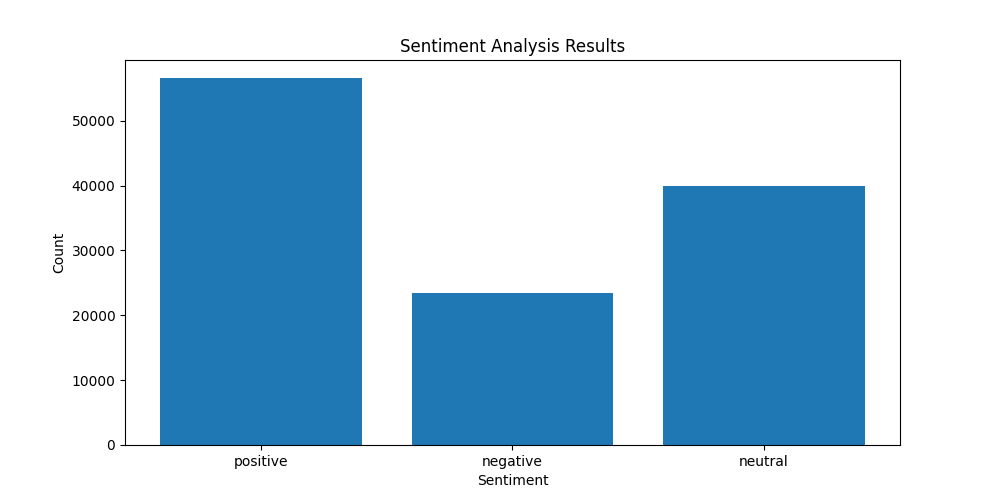 Sentiment Analysis Results
50000
40000
30000
20000
10000
0
Count
positive negative neutral
Sentiment